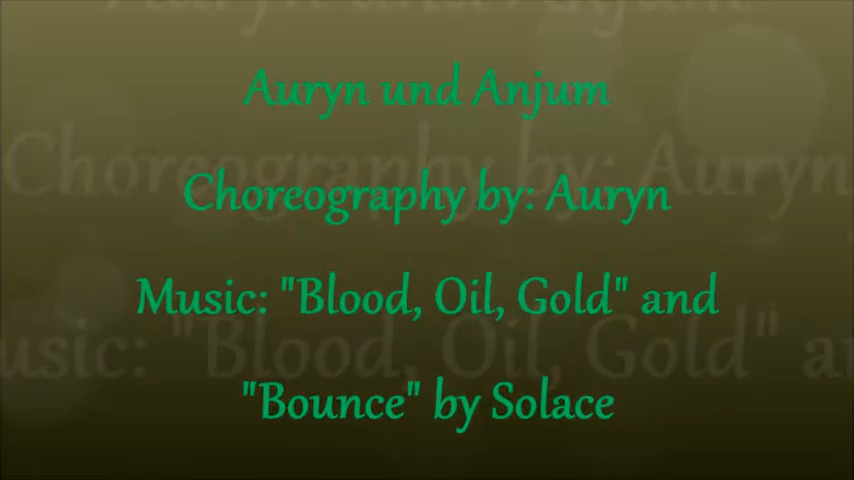 Auryn und Anjum
Choreography by: Auryn
Music: "Blood, Oil, Gold" and
"Bounce" by Solace